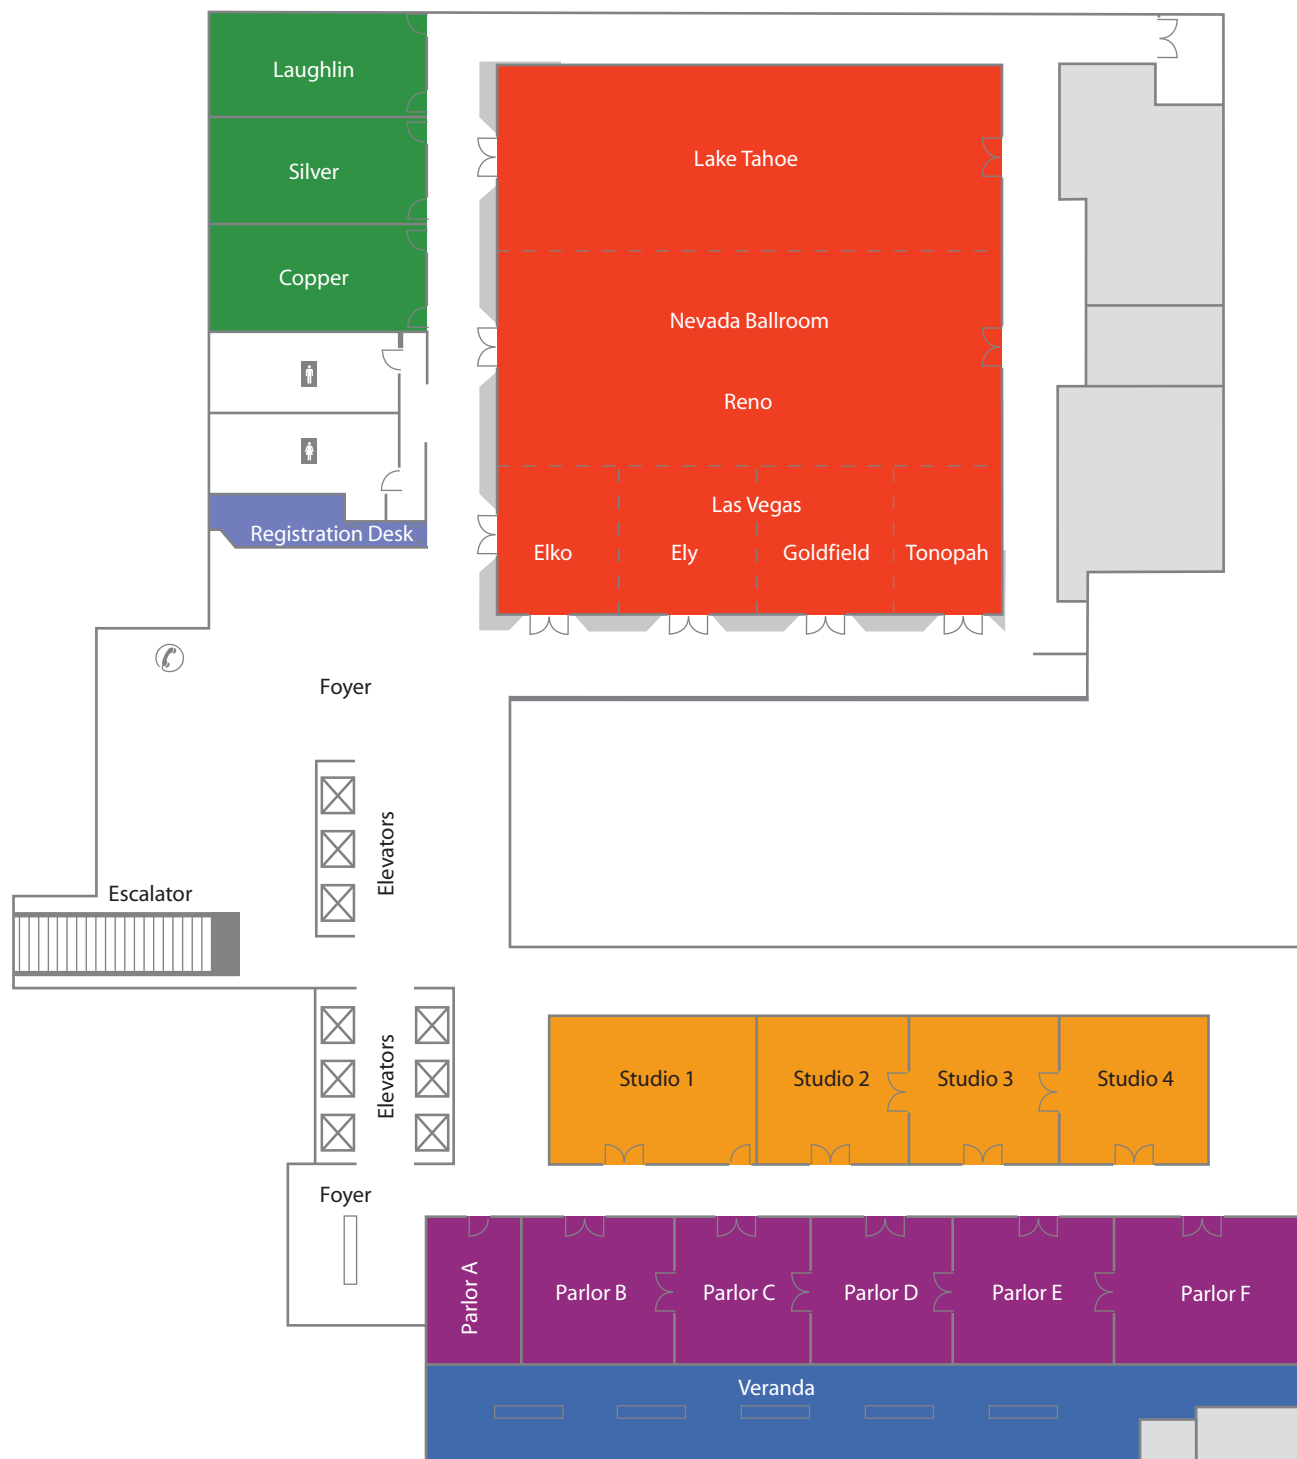 Laughlin
Silver
Copper
Registration Desk
Lake Tahoe
Nevada Ballroom
Reno
Las Vegas
Elko
Ely
Goldfield
Tonopah
Foyer
Elevators
Escalator
Elevators
Foyer
Studio 1
Studio 2
Studio 3
Studio 4
Parlor A
Parlor B
Parlor C
Parlor D
Parlor E
Parlor F
Veranda